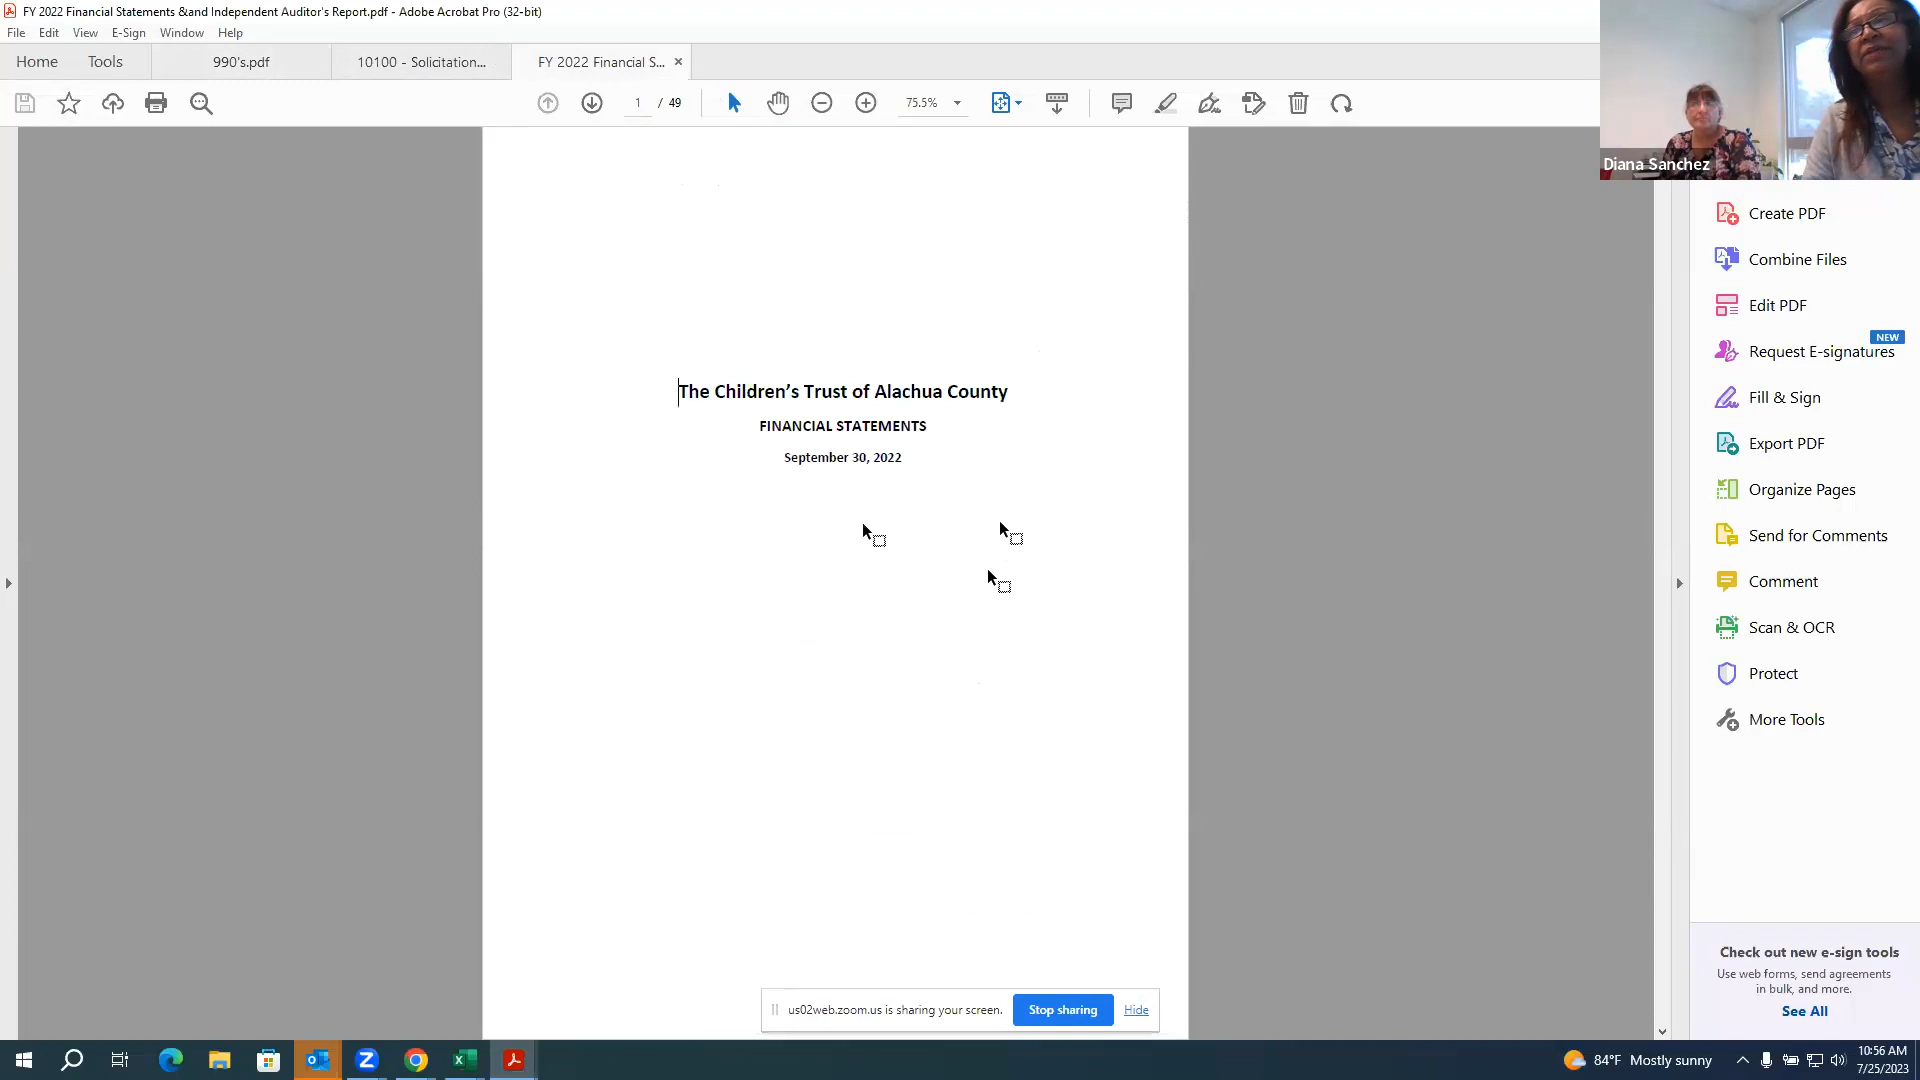 FY 2022 Financial Statements &and Independent Auditor's Report.pdf - Adobe Acrobat Pro (32-bit)
File Edit View E-Sign Window Help
Home Tools 990's.pdf 10100 - Solicitation... FY 2022 Financial S... ×
1 / 49 75.5%
Diana Sanchez
Create PDF
Combine Files
Edit PDF
NEW
Request E-signatures
Fill & Sign
Export PDF
Organize Pages
Send for Comments
Comment
Scan & OCR
Protect
More Tools
The Children’s Trust of Alachua County
FINANCIAL STATEMENTS
September 30, 2022
Check out new e-sign tools
Use web forms, send agreements
in bulk, and more.
See All
us02web.zoom.us is sharing your screen. Stop sharing Hide
84°F Mostly sunny
10:56 AM
7/25/2023